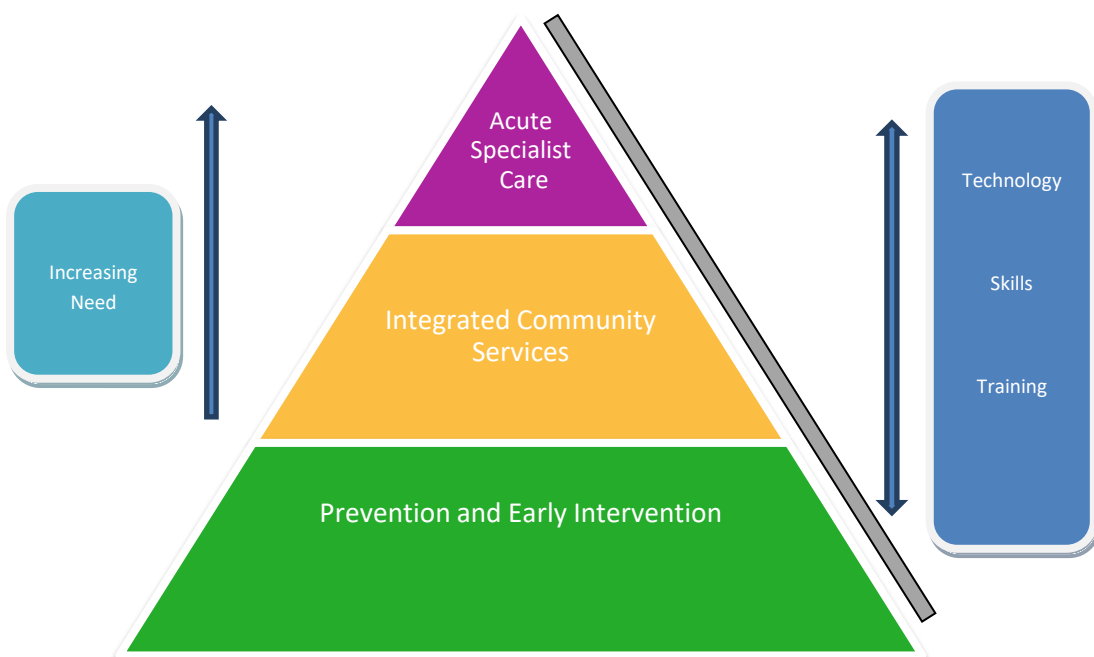 Acute
Specialist
Care
Increasing
Need
Integrated Community
Services
Prevention and Early Intervention
Technology
Skills
Training